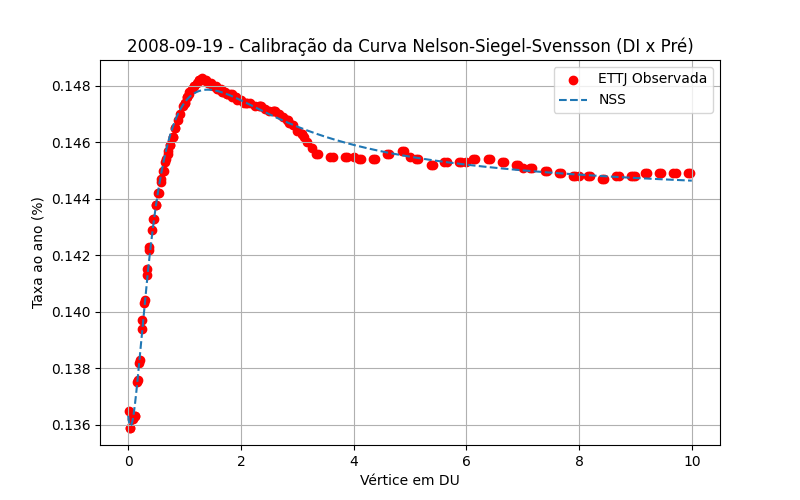 2008-09-19 - Calibração da Curva Nelson-Siegel-Svensson (DI x Pré)
ETTJ Observada
NSS
Taxa ao ano (%)
0.148
0.146
0.144
0.142
0.140
0.138
0.136
0 2 4 6 8 10
Vértice em DU